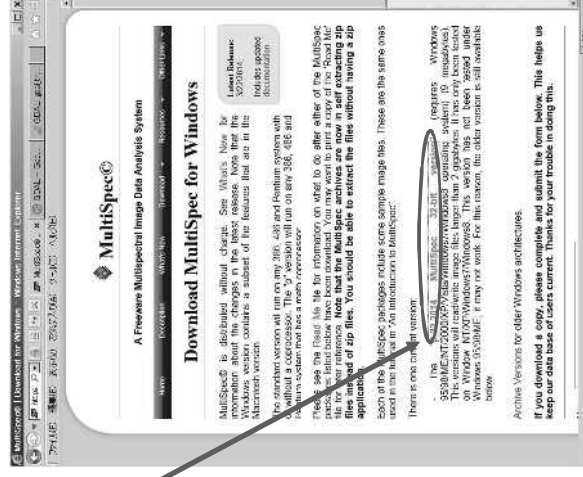 MultiSpec© | Download for Windows - Windows Internet Explorer
MultiSpec©
A Freeware Multispectral Image Data Analysis System
Home Description What's New Download Resources Other Links
Download MultiSpec for Windows
Latest Release:
3222014
Includes updated
documentation
MultiSpec© is distributed without charge. See What's New for
information about the changes in the latest release. Note that the
Windows version contains a subset of the features that are in the
Macintosh version.
The standard version will run on any 386, 486 and Pentium system with
or without a coprocessor. The "p" version will run on any 386, 486 and
Pentium system that has a math coprocessor.
Please see the Read Me file for information on what to do after either of the MultiSpec
packages listed below have been download. You may want to print a copy of the 'Read Me'
file for later reference. Note that the MultiSpec archives are now in self extracting zip
files instead of zip files. You should be able to extract the files without having a zip
application.
Each of the MultiSpec packages include some sample image files. These are the same ones
used in the tutorial in "An Introduction to MultiSpec".
There is one current version:
- The MultiSpec 32-bit version (requires Windows
95/98/ME/NT/2000/XP/Vista/Windows7/Windows8 operating system) (9 megabytes).
This versions will read/write image files larger than 2 gigabytes. It has only been tested
on Window NT/XP/Windows7/Windows8. This version has not been tested under
Windows 95/98/ME; it may not work. For this reason, the older version is still available
below.
Archive Versions for older Windows architectures.
If you download a copy, please complete and submit the form below. This helps us
keep our data base of users current. Thanks for your trouble in doing this.